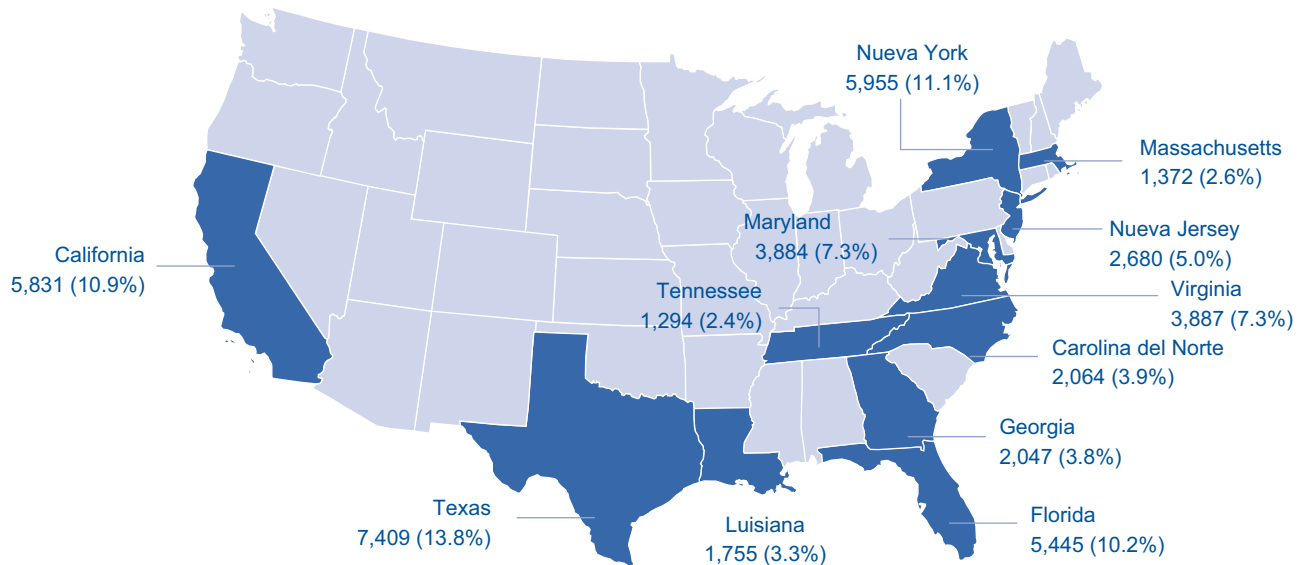 Nueva York
5,955 (11.1%)
Massachusetts
1,372 (2.6%)
Maryland
3,884 (7.3%)
Nueva Jersey
2,680 (5.0%)
California
5,831 (10.9%)
Tennessee
1,294 (2.4%)
Virginia
3,887 (7.3%)
Carolina del Norte
2,064 (3.9%)
Georgia
2,047 (3.8%)
Texas
7,409 (13.8%)
Luisiana
1,755 (3.3%)
Florida
5,445 (10.2%)